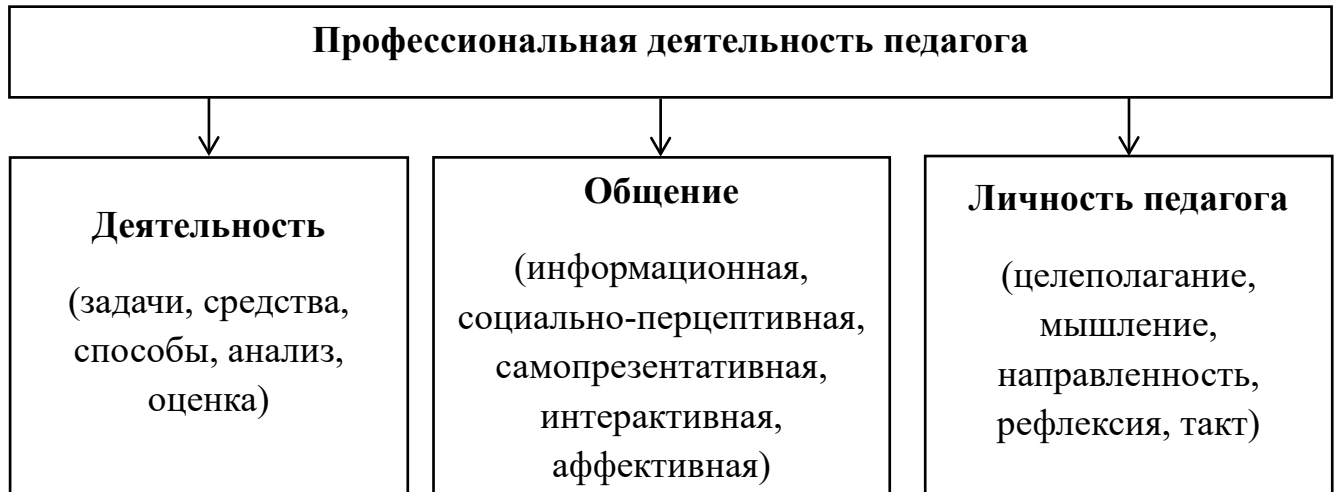 Профессиональная деятельность педагога
Деятельность
(задачи, средства,
способы, анализ,
оценка)
Общение
(информационная,
социально-перцептивная,
самопрезентативная,
интерактивная,
аффективная)
Личность педагога
(целеполагание,
мышление,
направленность,
рефлексия, такт)